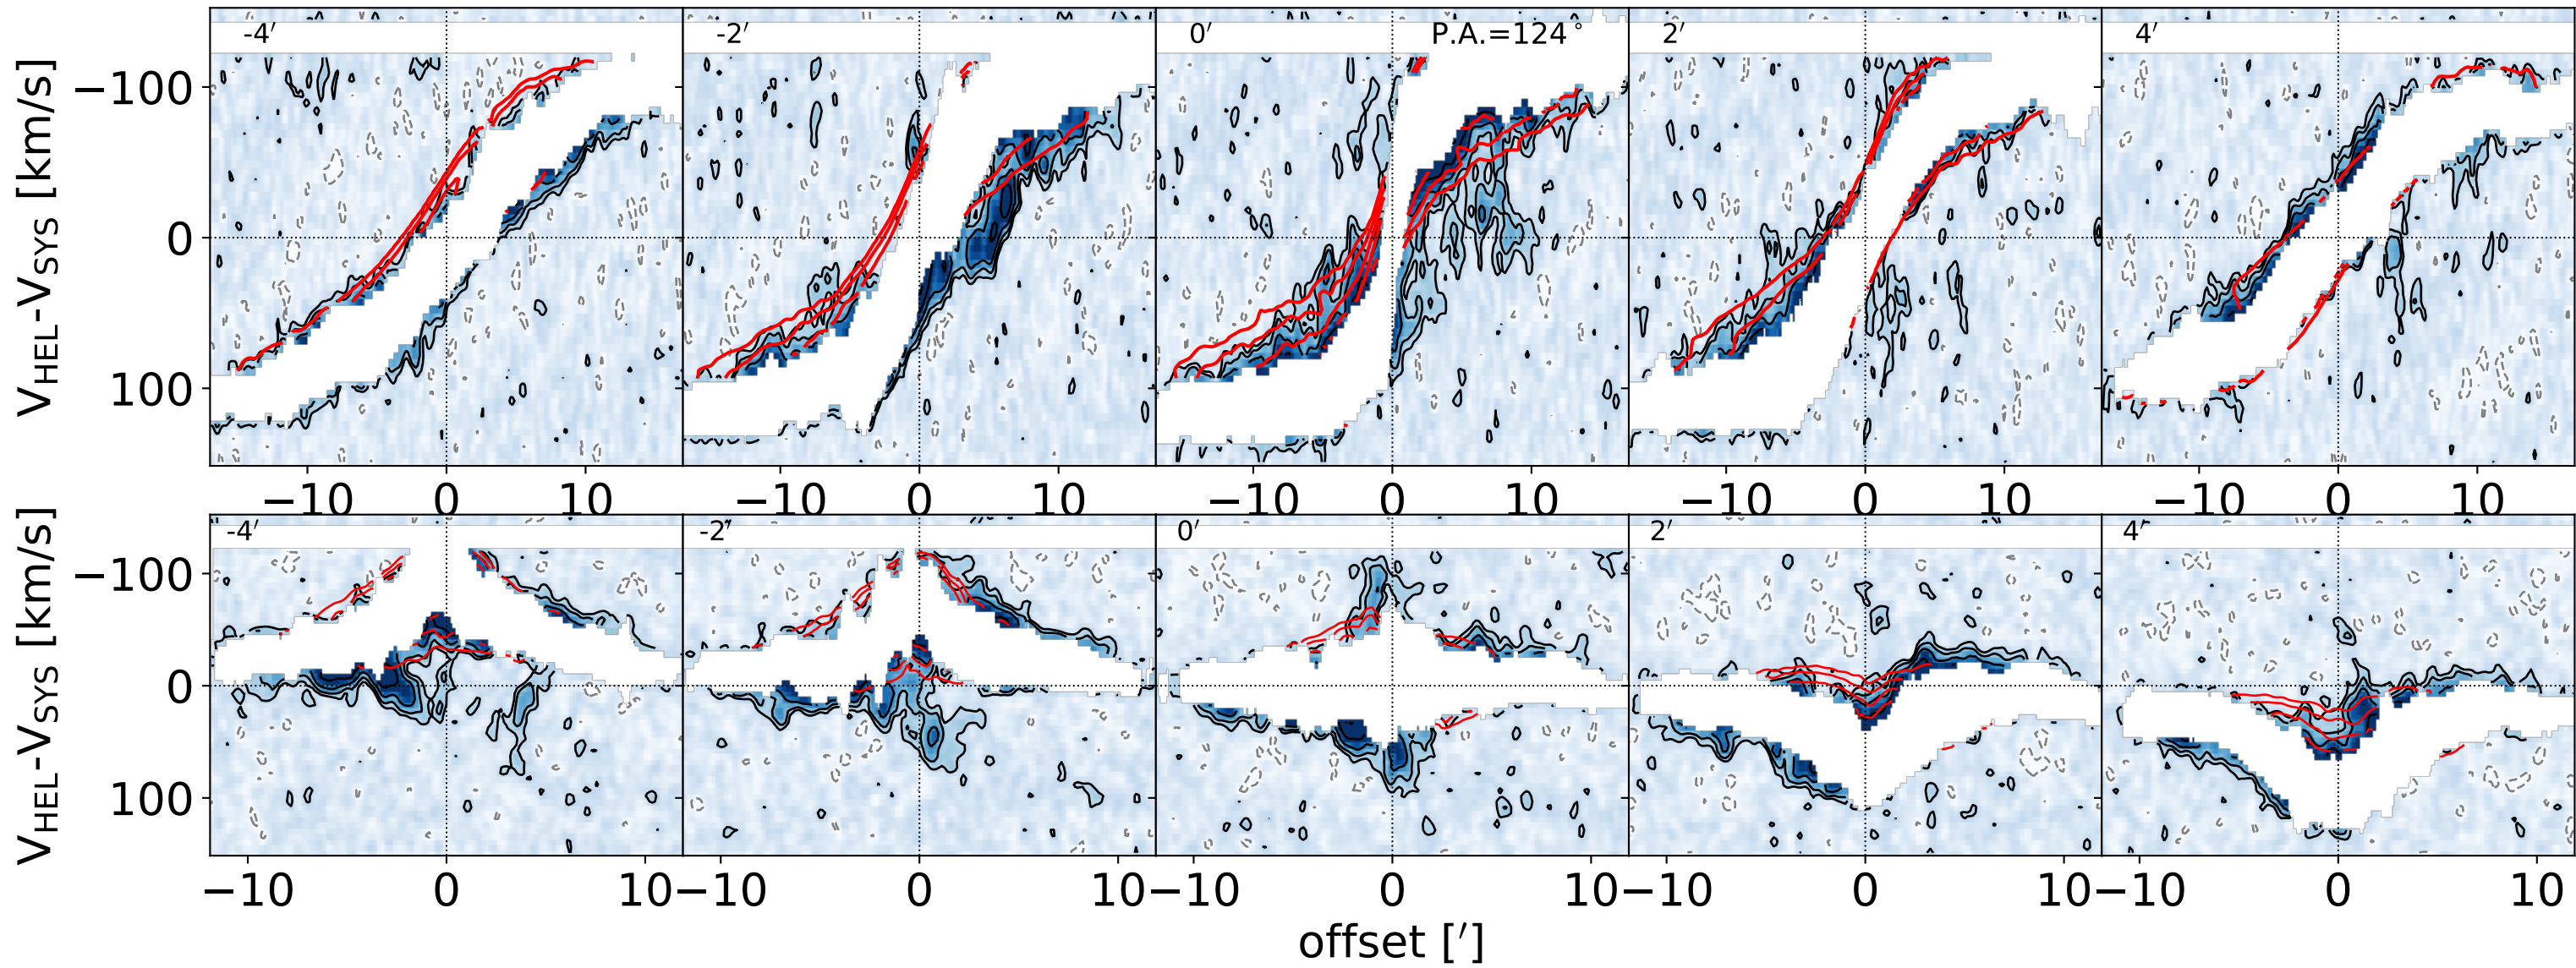 -4′ -2′ 0′ P.A.=124° 2′ 4′
V_HEL-V_SYS [km/s]
−100
0
100
−10 0 10 −10 0 10 −10 0 10 −10 0 10 −10 0 10
-4′ -2′ 0′ 2′ 4′
V_HEL-V_SYS [km/s]
−100
0
100
−10 0 10 −10 0 10 −10 0 10 −10 0 10 −10 0 10
offset [′]